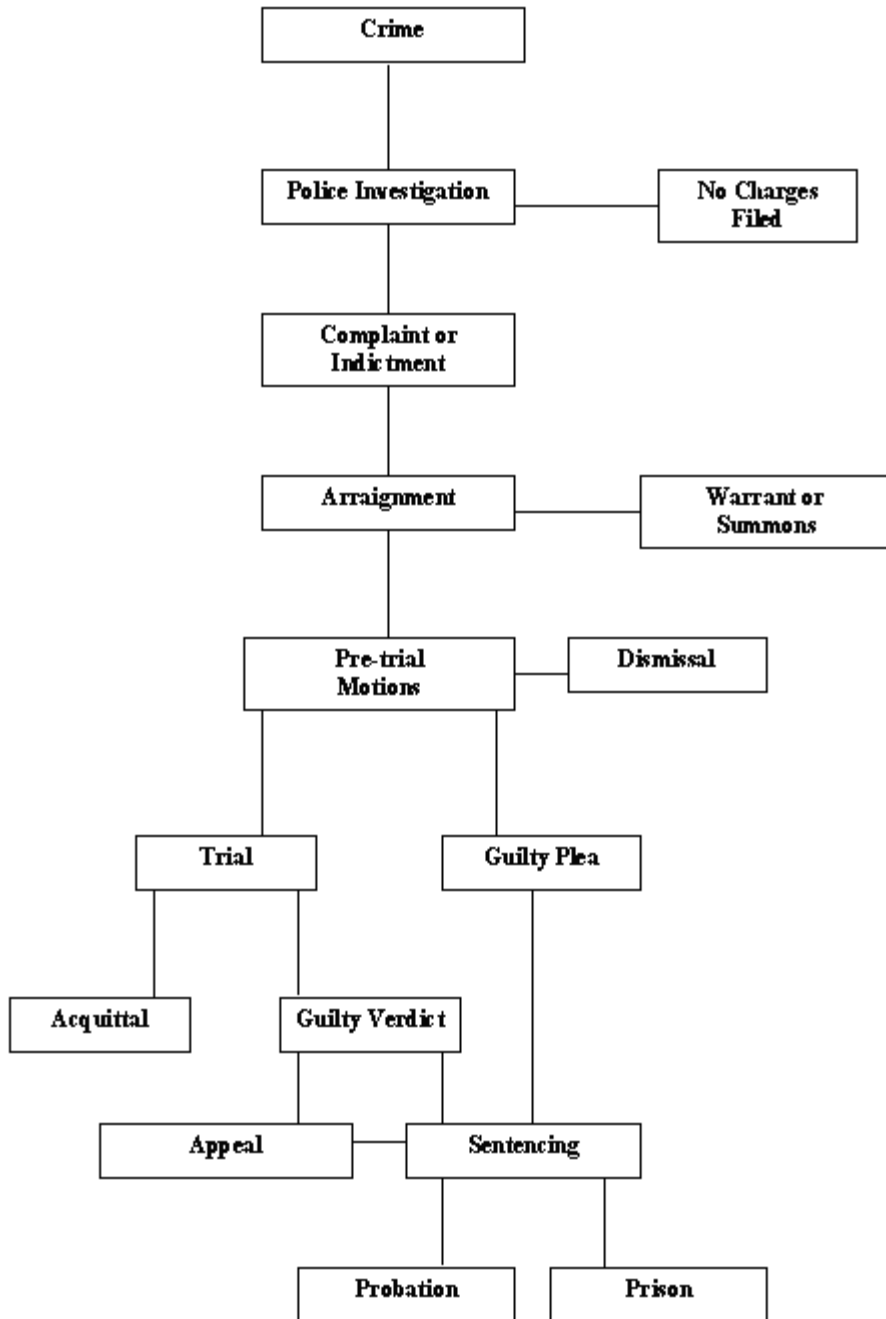 Crime
Police Investigation
No Charges
Filed
Complaint or
Indictment
Arraignment
Warrant or
Summons
Pre-trial
Motions
Dismissal
Trial
Guilty Plea
Acquittal
Guilty Verdict
Appeal
Sentencing
Probation
Prison